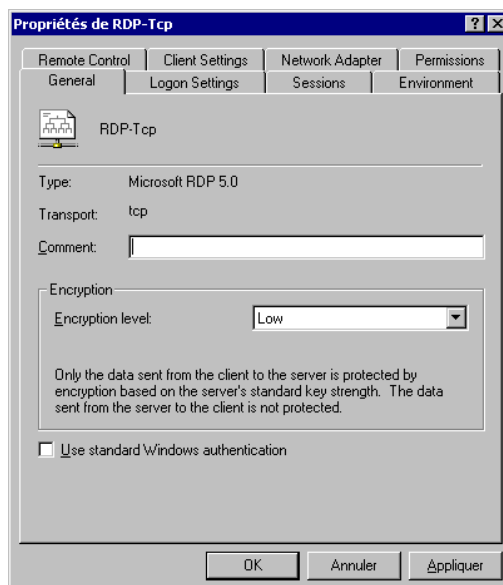 Propriétés de RDP-Tcp
Remote Control Client Settings Network Adapter Permissions
General Logon Settings Sessions Environment
RDP-Tcp
Type: Microsoft RDP 5.0
Transport: tcp
Comment:
Encryption
Encryption level: Low
Only the data sent from the client to the server is protected by
encryption based on the server's standard key strength. The data
sent from the server to the client is not protected.
Use standard Windows authentication
OK Annuler Appliquer